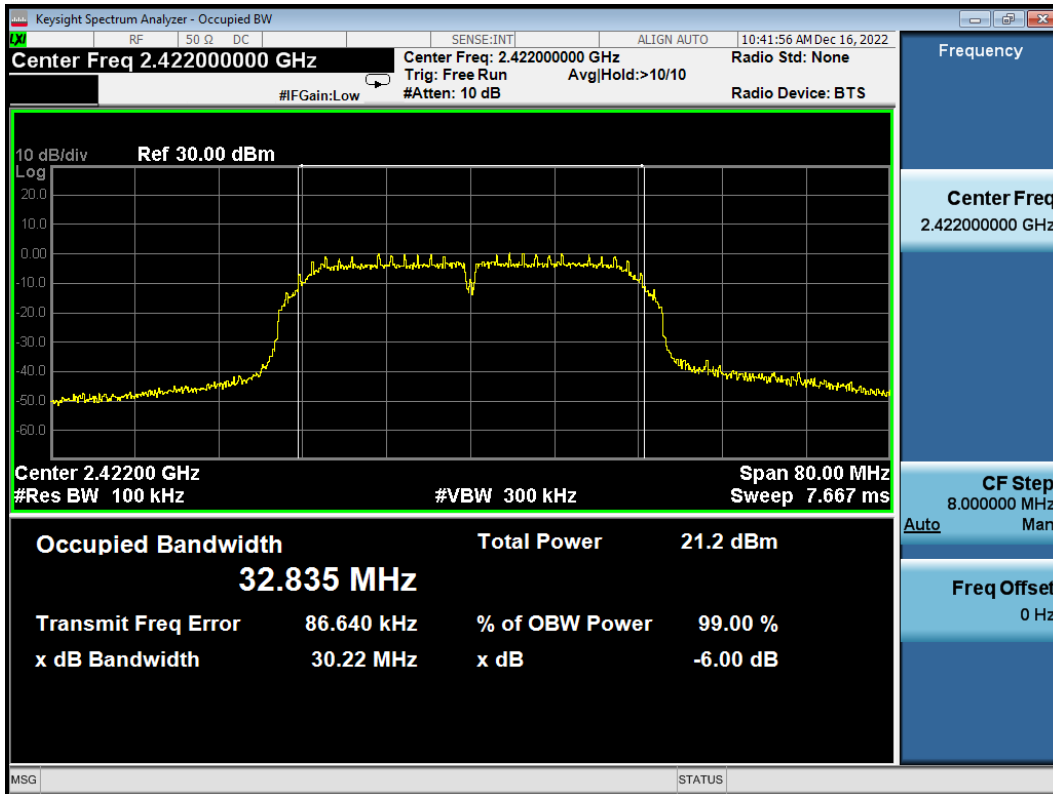 Keysight Spectrum Analyzer - Occupied BW
LXI RF 50 Ω DC SENSE:INT ALIGN AUTO 10:41:56 AM Dec 16, 2022
Center Freq 2.422000000 GHz
Center Freq: 2.422000000 GHz Radio Std: None
Trig: Free Run Avg|Hold:>10/10
#IFGain:Low #Atten: 10 dB Radio Device: BTS
Frequency
10 dB/div Ref 30.00 dBm
Log
20.0
10.0
0.00
-10.0
-20.0
-30.0
-40.0
-50.0
-60.0
Center 2.42200 GHz Span 80.00 MHz
#Res BW 100 kHz #VBW 300 kHz Sweep 7.667 ms
Occupied Bandwidth Total Power 21.2 dBm
32.835 MHz
Transmit Freq Error 86.640 kHz % of OBW Power 99.00 %
x dB Bandwidth 30.22 MHz x dB -6.00 dB
Center Freq
2.422000000 GHz
CF Step
8.000000 MHz
Auto Man
Freq Offset
0 Hz
MSG STATUS